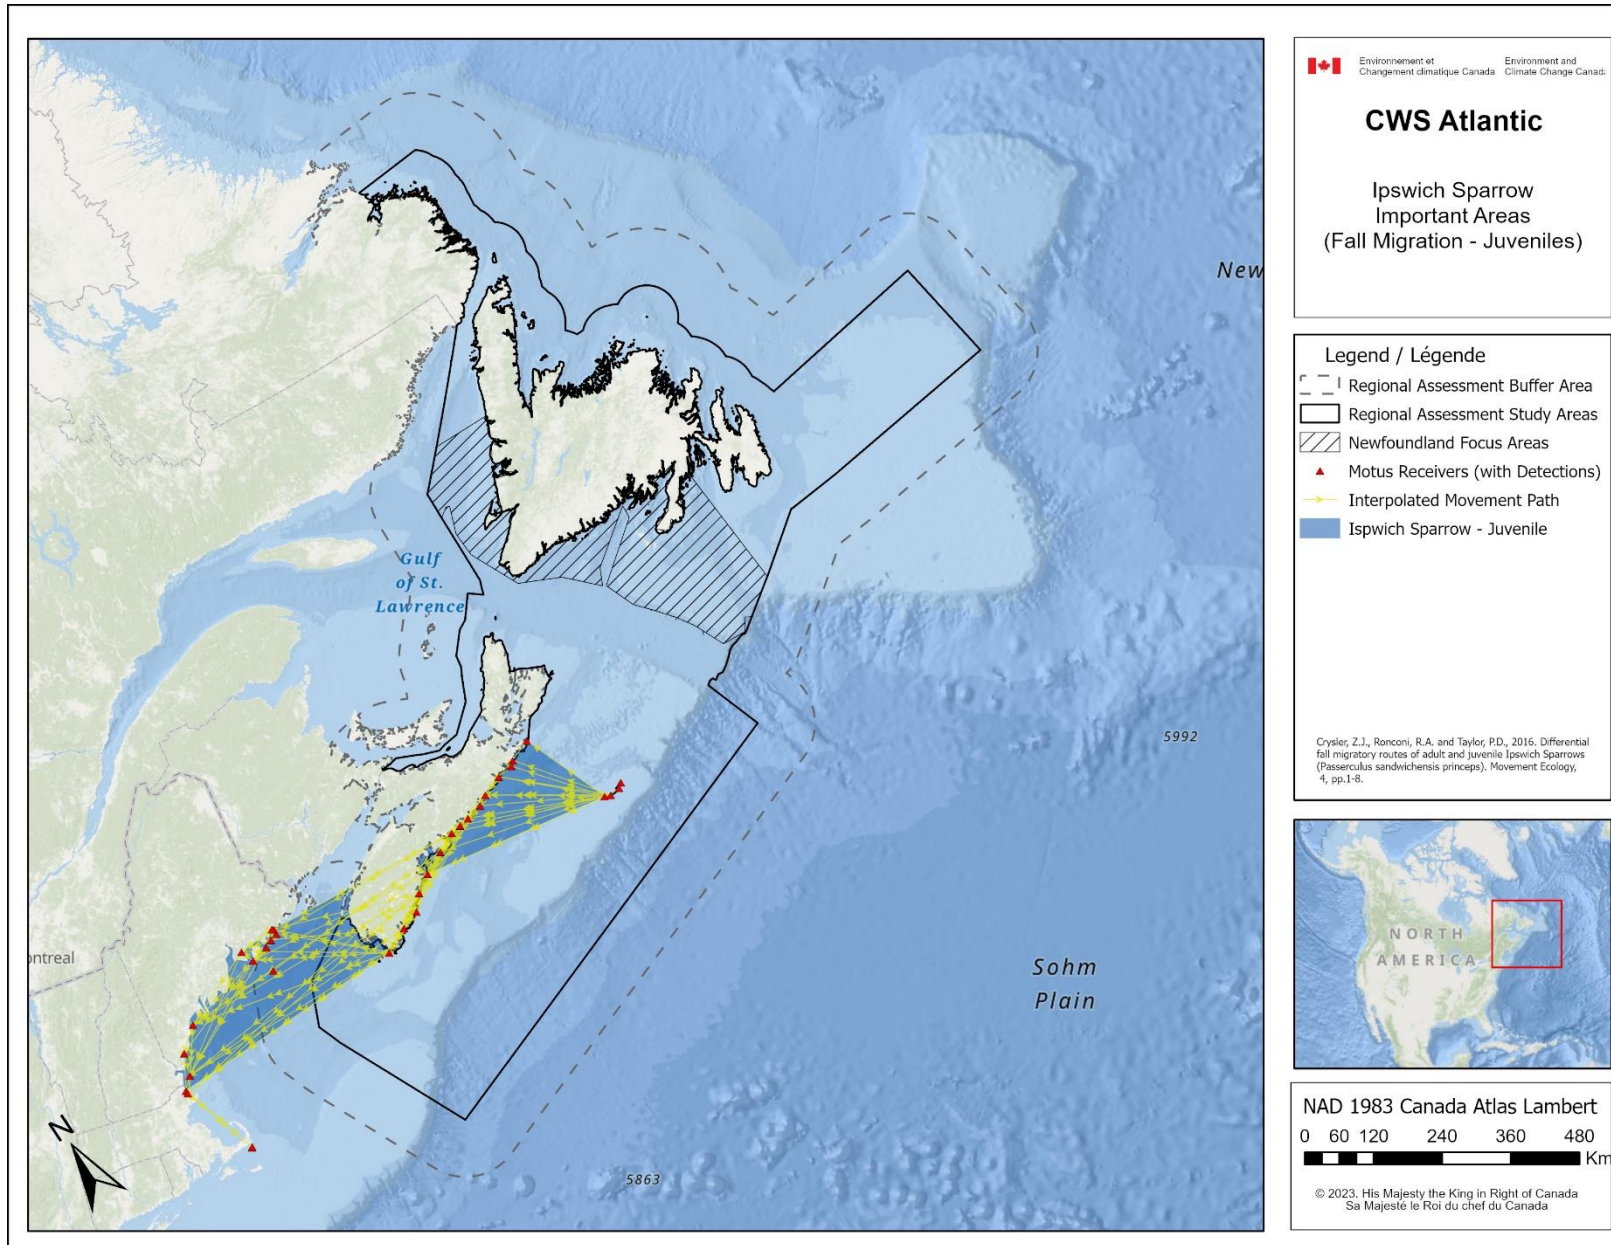 New
Gulf
of St.
Lawrence
5992
ontreal
Sohm
Plain
5863
N
Environnement et
Changement climatique Canada
Environment and
Climate Change Canada
CWS Atlantic
Ipswich Sparrow
Important Areas
(Fall Migration - Juveniles)
Legend / Légende
Regional Assessment Buffer Area
Regional Assessment Study Areas
Newfoundland Focus Areas
Motus Receivers (with Detections)
Interpolated Movement Path
Ispwich Sparrow - Juvenile
Crysler, Z.J., Ronconi, R.A. and Taylor, P.D., 2016. Differential
fall migratory routes of adult and juvenile Ipswich Sparrows
(Passerculus sandwichensis princeps). Movement Ecology,
4, pp.1-8.
NORTH
AMERICA
NAD 1983 Canada Atlas Lambert
0 60 120 240 360 480
Km
© 2023. His Majesty the King in Right of Canada
Sa Majesté le Roi du chef du Canada